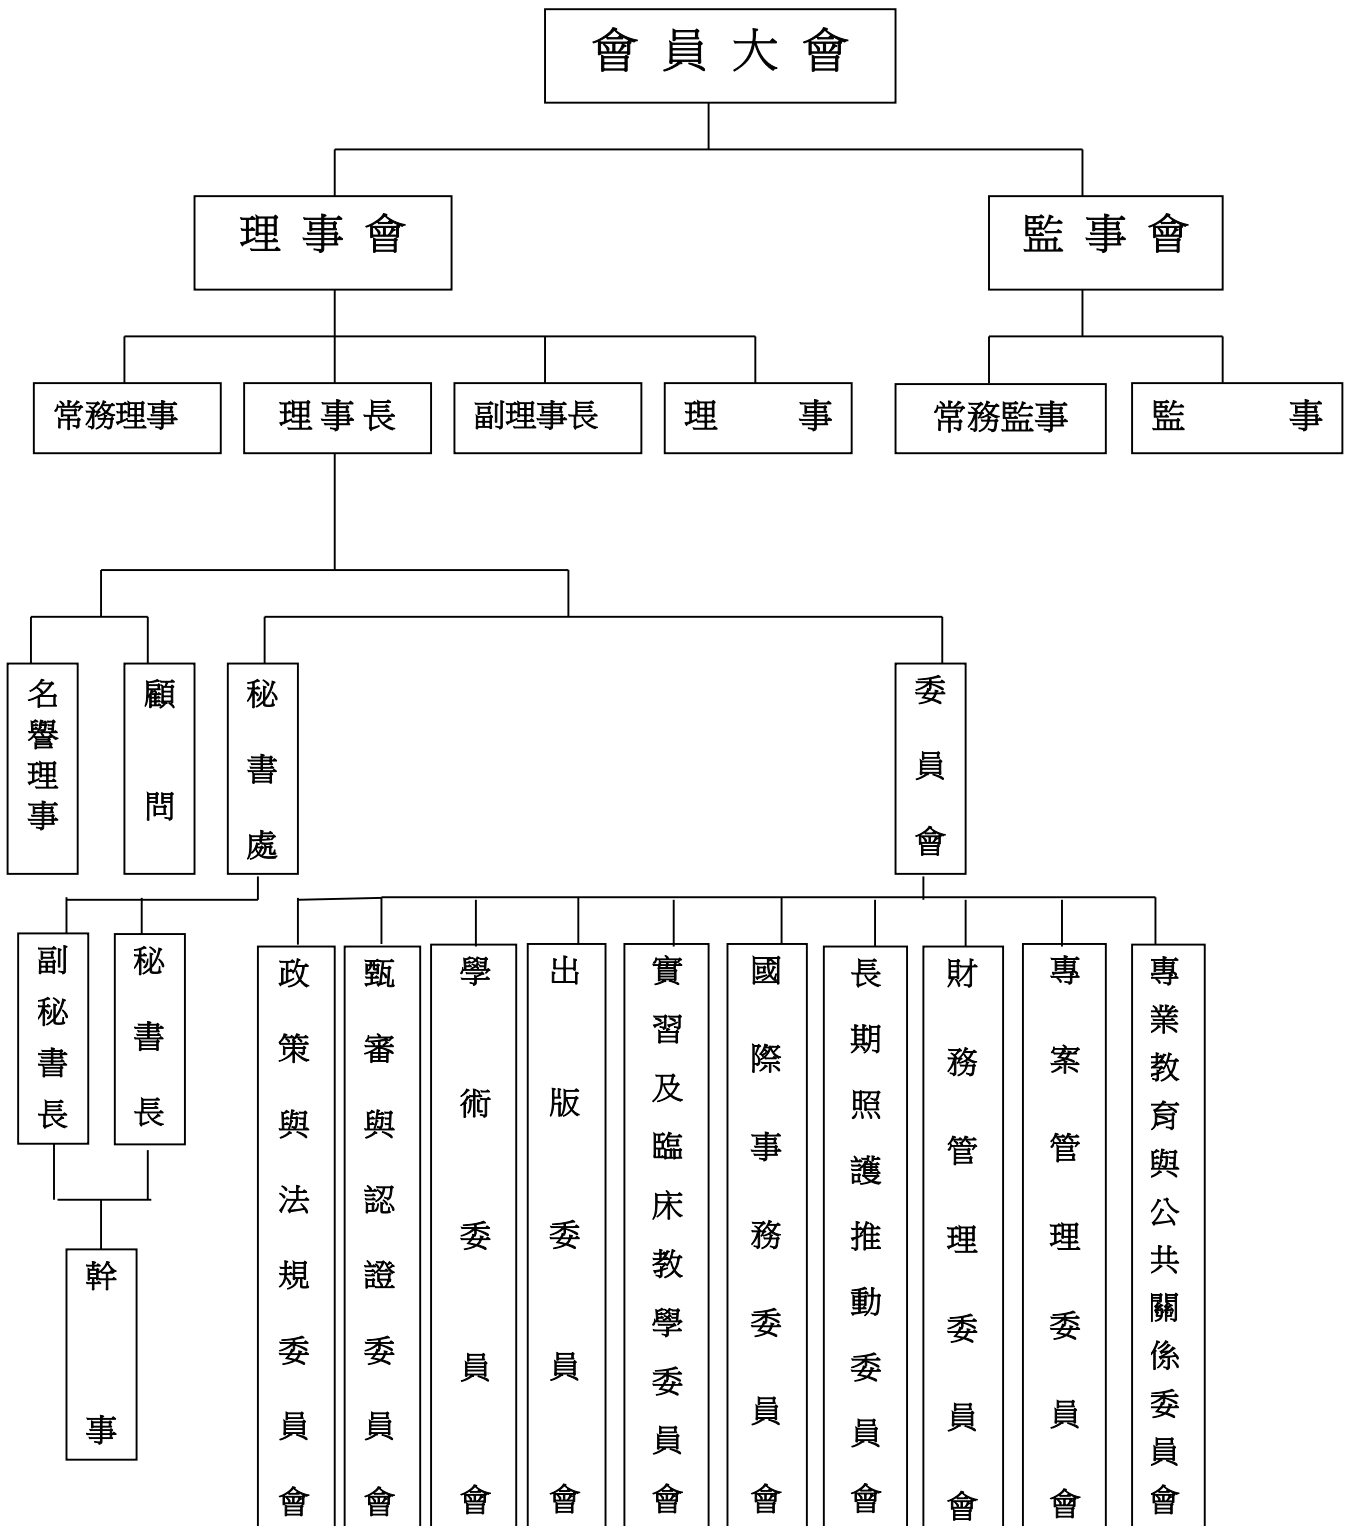 會員大會
理事會
監事會
常務理事
理事長
副理事長
理事
常務監事
監事
名譽理事
顧問
秘書處
委員會
副秘書長
秘書長
幹事
政策與法規委員會
甄審與認證委員會
學術委員會
出版委員會
實習及臨床教學委員會
國際事務委員會
長期照護推動委員會
財務管理委員會
專案管理委員會
專業教育與公共關係委員會